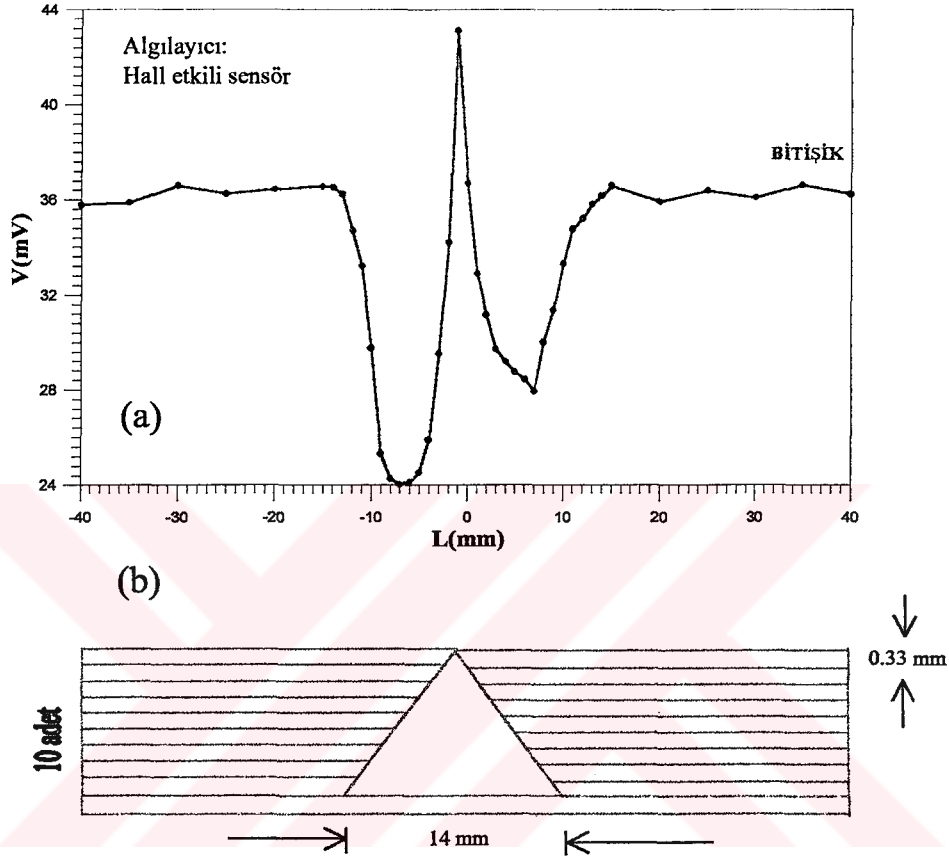 44
Algılayıcı:
Hall etkili sensör
40
BİTİŞİK
36
V(mV)
32
28
(a)
24
-40 -30 -20 -10 0 10 20 30 40
L(mm)
(b)
0.33 mm
10 adet
14 mm